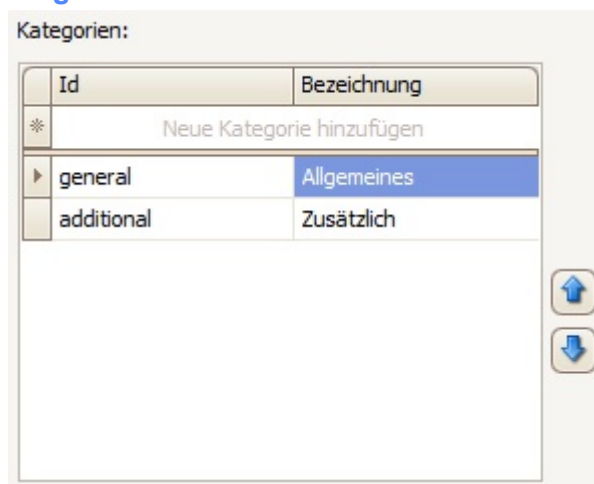 Kategorien:
Id Bezeichnung
Neue Kategorie hinzufügen
general Allgemeines
additional Zusätzlich